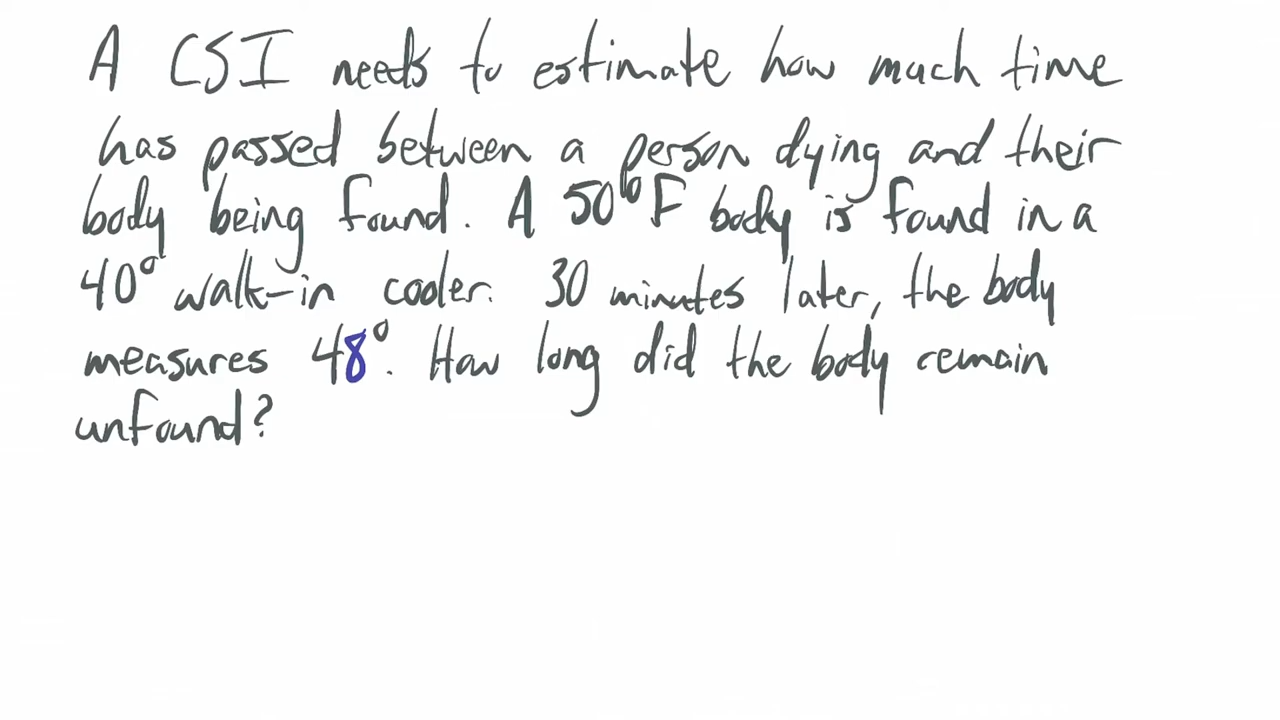 A CSI needs to estimate how much time
has passed between a person dying and their
body being found. A 50°F body is found in a
40° walk-in cooler. 30 minutes later, the body
measures 48°. How long did the body remain
unfound?